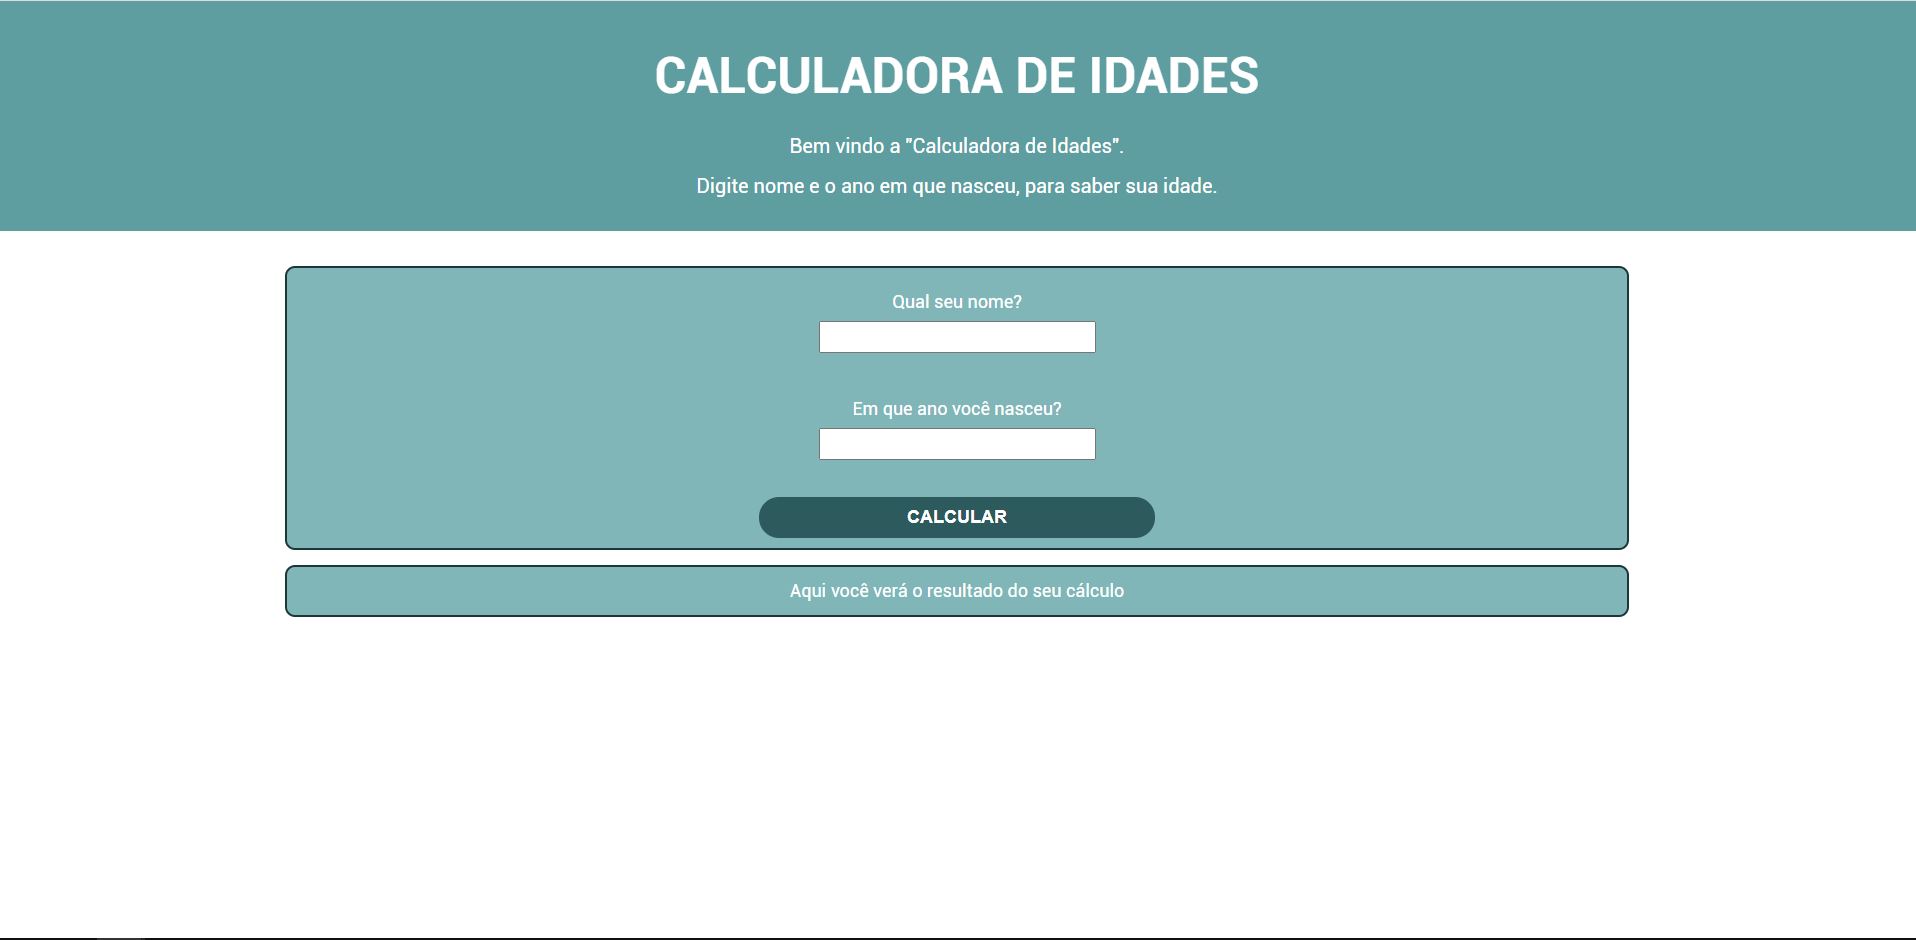 CALCULADORA DE IDADES
Bem vindo a "Calculadora de Idades".
Digite nome e o ano em que nasceu, para saber sua idade.
Qual seu nome?
Em que ano você nasceu?
CALCULAR
Aqui você verá o resultado do seu cálculo